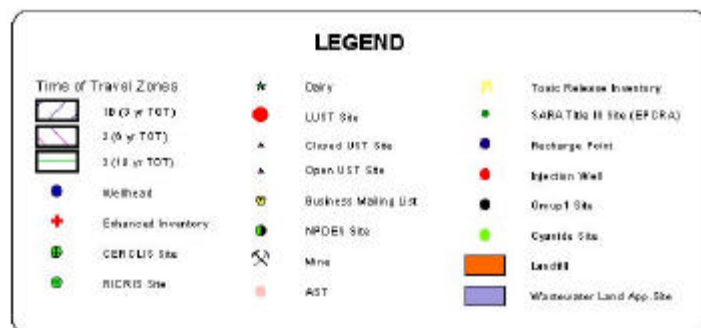 LEGEND
Time of Travel Zones
1B (3 yr TOT)
2 (6 yr TOT)
3 (10 yr TOT)
Wellhead
Enhanced Inventory
CERCLIS Site
RICRIS Site
Dairy
LUST Site
Closed UST Site
Open UST Site
Business Mailing List
NPDES Site
Mine
AST
Toxic Release Inventory
SARA Title III Site (EPCRA)
Recharge Point
Injection Well
Group1 Site
Cyanide Site
Landfill
Wastewater Land App. Site